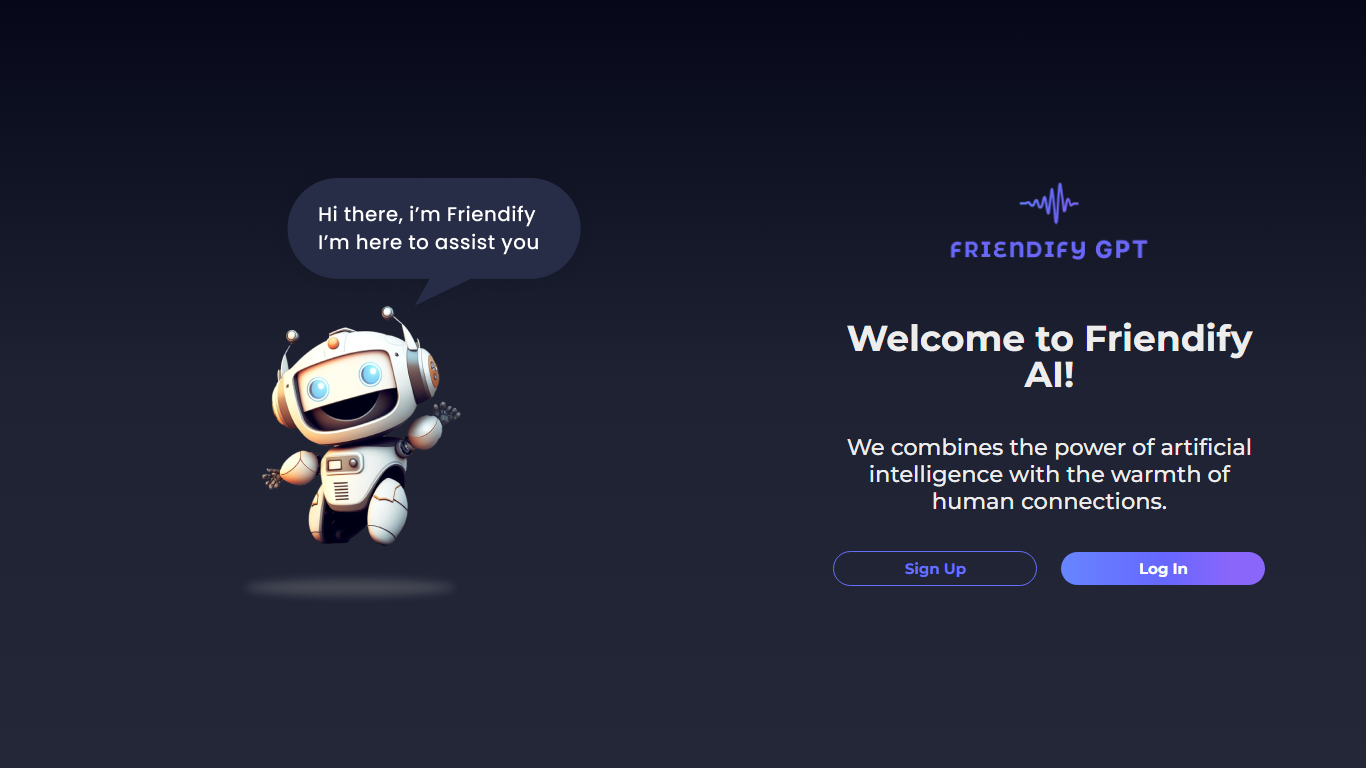 Hi there, i’m Friendify
I’m here to assist you
FRIENDIFY GPT
Welcome to Friendify
AI!
We combines the power of artificial
intelligence with the warmth of
human connections.
Sign Up
Log In